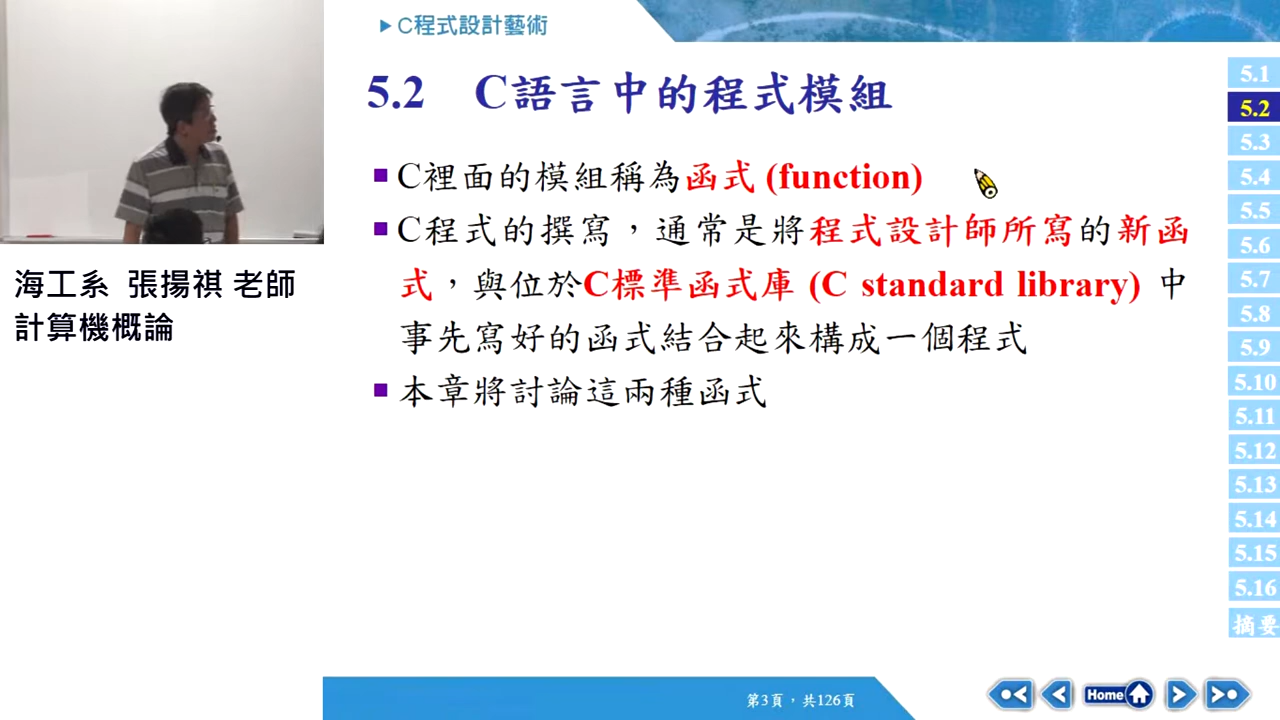 ▶C程式設計藝術
5.2 C語言中的程式模組
C裡面的模組稱為函式 (function)
C程式的撰寫，通常是將程式設計師所寫的新函
式，與位於C標準函式庫 (C standard library) 中
事先寫好的函式結合起來構成一個程式
本章將討論這兩種函式
海工系 張揚祺 老師
計算機概論
5.1
5.2
5.3
5.4
5.5
5.6
5.7
5.8
5.9
5.10
5.11
5.12
5.13
5.14
5.15
5.16
摘要
第3頁，共126頁
Home